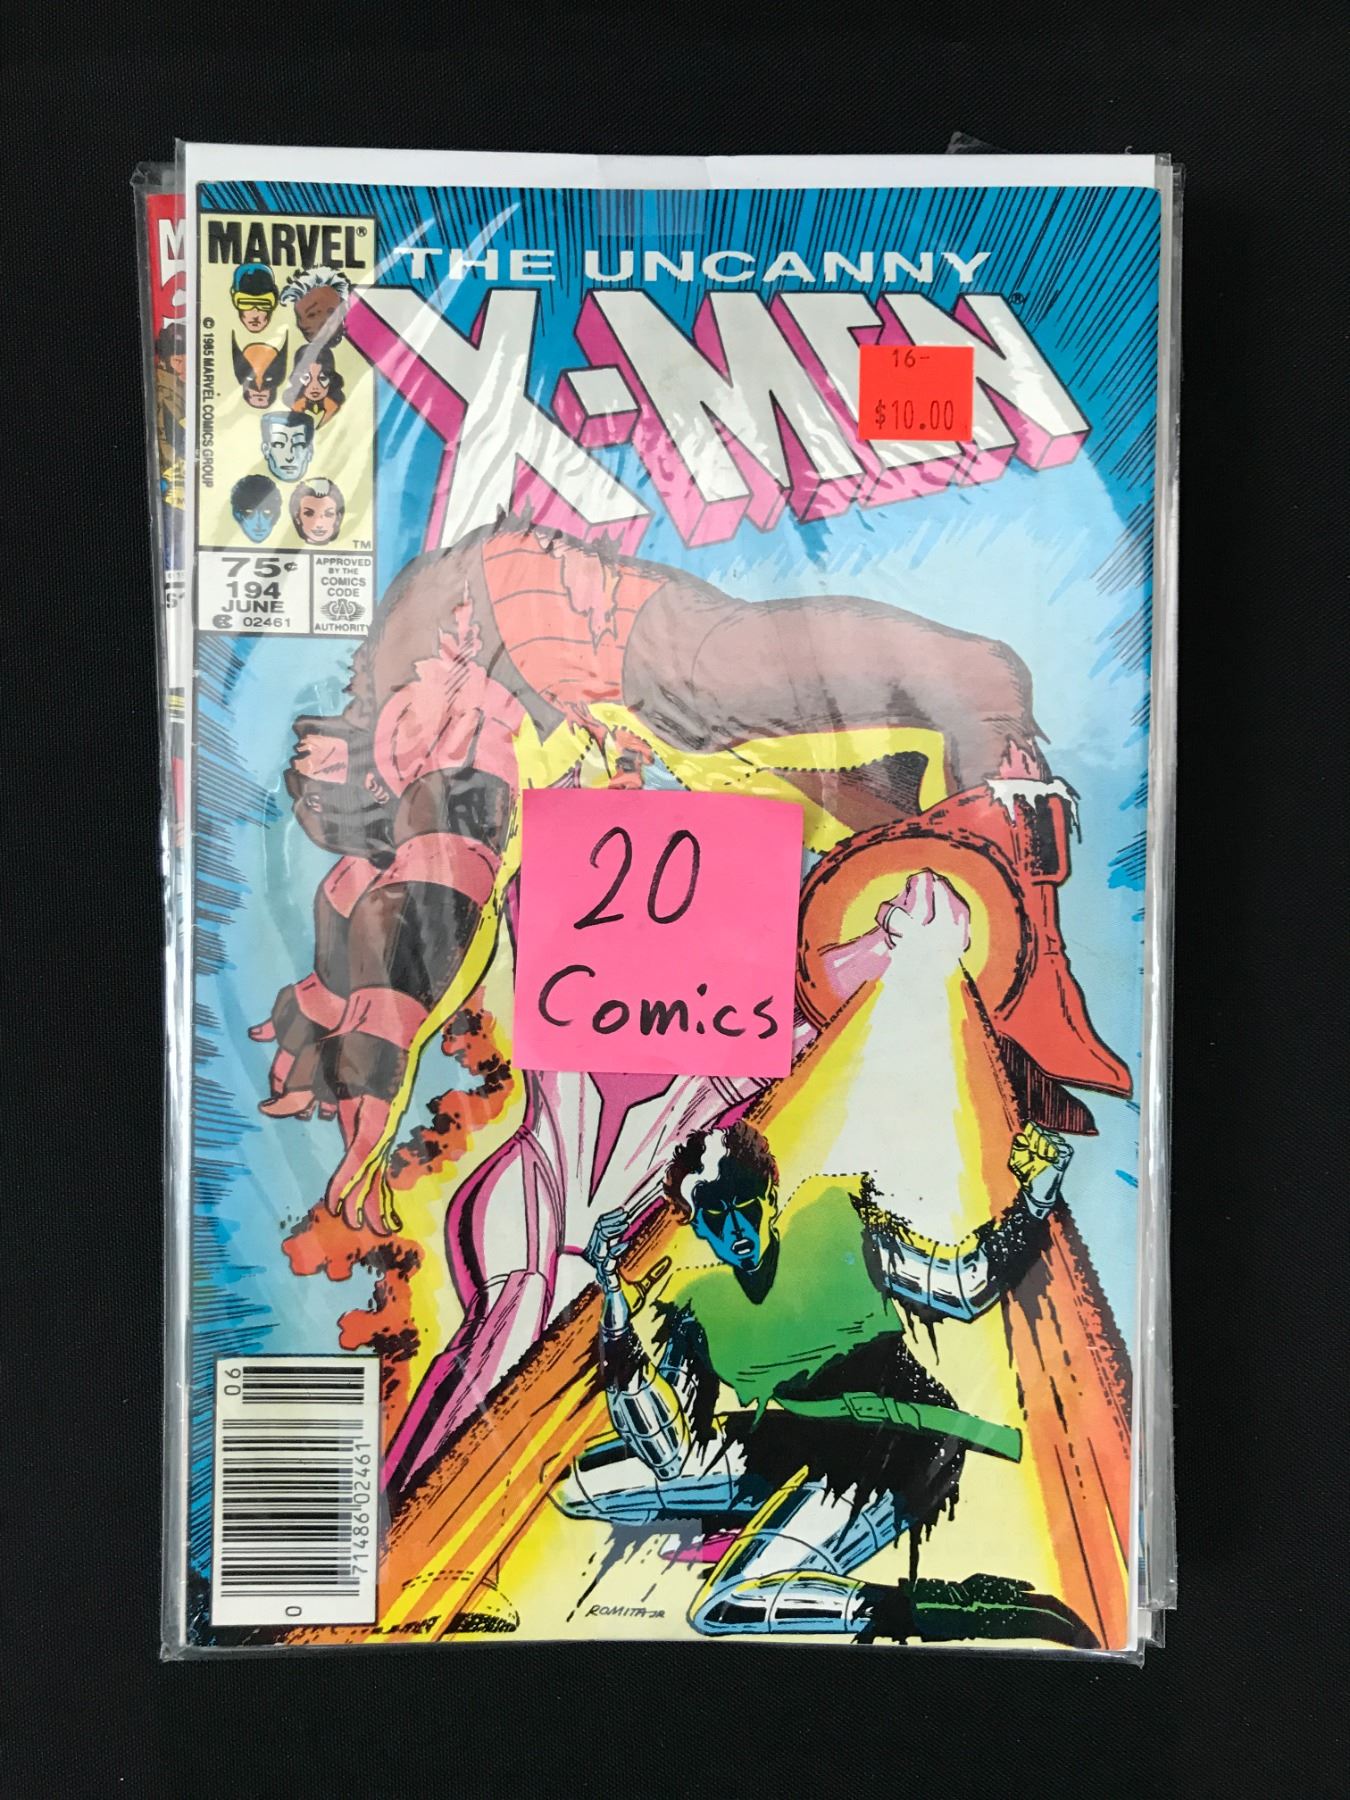 MARVEL®
© 1985 MARVEL COMICS GROUP
TM
THE UNCANNY
X-MEN®
16-
$10.00
75¢
194
JUNE
02461
APPROVED
BY THE
COMICS
CODE
CA
AUTHORITY
20
Comics
06
71486 02461
0
ROMITA JR